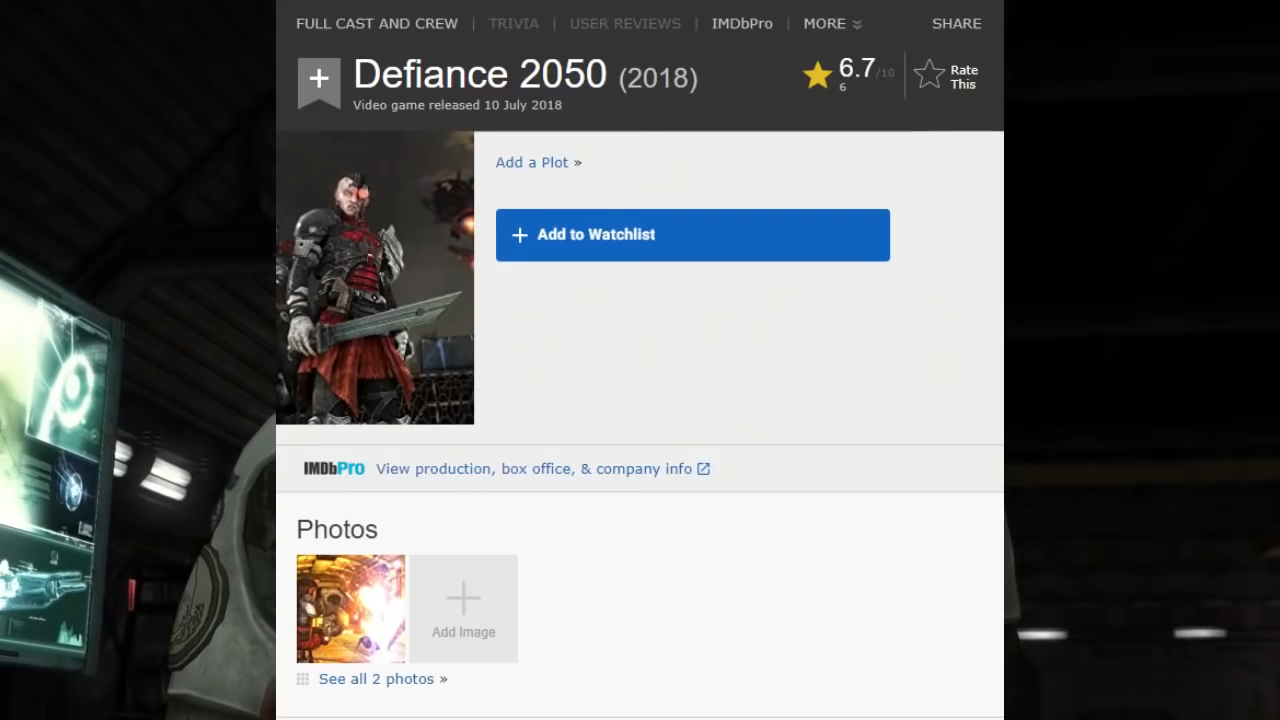 FULL CAST AND CREW | TRIVIA | USER REVIEWS | IMDbPro | MORE SHARE
+ Defiance 2050 (2018)
6.7/10
6
Rate This
Video game released 10 July 2018
Add a Plot »
+ Add to Watchlist
IMDbPro View production, box office, & company info
Photos
Add Image
See all 2 photos »